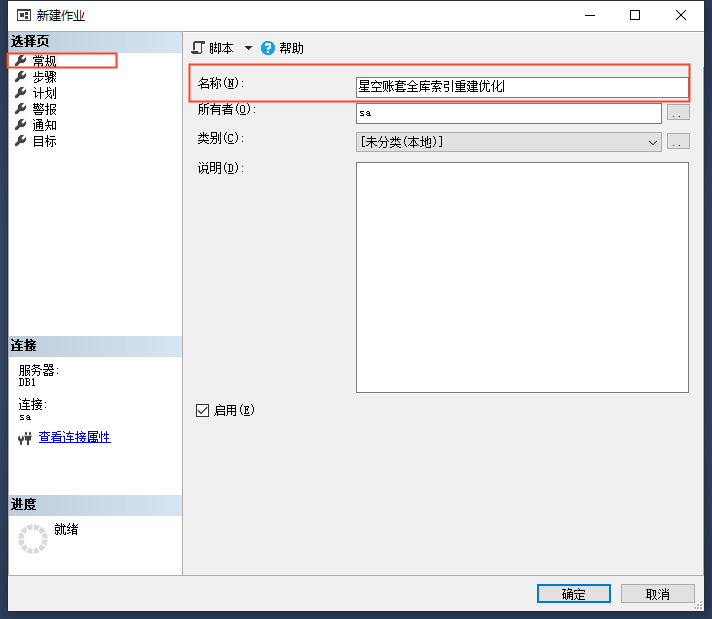 新建作业
选择页
常规
步骤
计划
警报
通知
目标
脚本 帮助
名称(N): 星空账套全库索引重建优化
所有者(O): sa ..
类别(C): [未分类(本地)] ..
说明(D):
启用(E)
连接
服务器:
DB1
连接:
sa
查看连接属性
进度
就绪
确定 取消